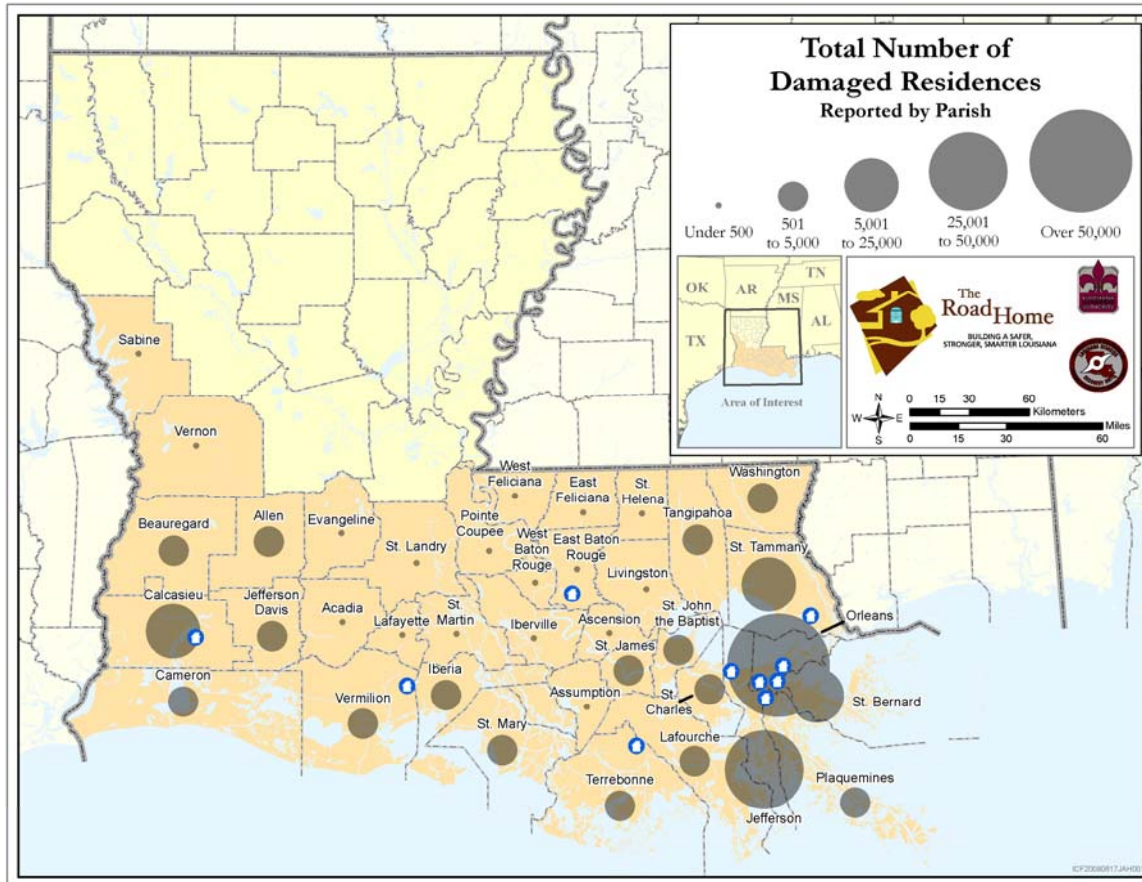 Total Number of
Damaged Residences
Reported by Parish
Under 500
501
to 5,000
5,001
to 25,000
25,001
to 50,000
Over 50,000
OK
AR
TN
MS
TX
AL
Area of Interest
The
Road Home
BUILDING A SAFER,
STRONGER, SMARTER LOUISIANA
N
W
E
S
0 15 30 60
Kilometers
Miles
0 15 30 60
Sabine
Vernon
West
Feliciana
East
Feliciana
St.
Helena
Washington
Beauregard
Allen
Evangeline
Pointe
Coupee
Tangipahoa
St. Landry
West
Baton
Rouge
East Baton
Rouge
St. Tammany
Livingston
Calcasieu
Jefferson
Davis
Acadia
Lafayette
St.
Martin
Iberville
Ascension
St. John
the Baptist
Orleans
St. James
Cameron
Vermilion
Iberia
Assumption
St.
Charles
St. Bernard
St. Mary
Lafourche
Terrebonne
Plaquemines
Jefferson